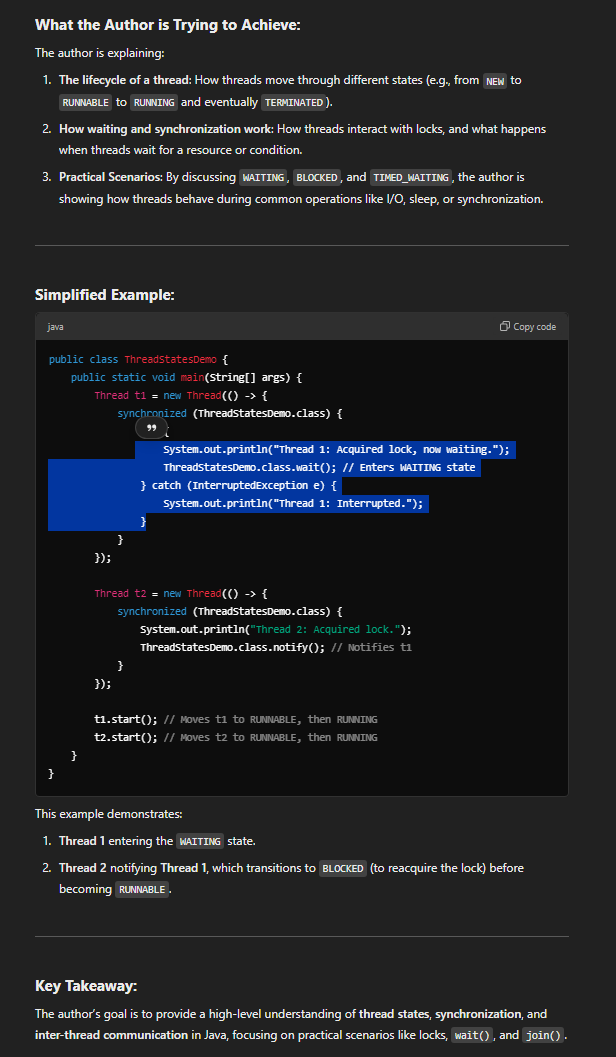 What the Author is Trying to Achieve:
The author is explaining:
1. The lifecycle of a thread: How threads move through different states (e.g., from NEW to
RUNNABLE to RUNNING and eventually TERMINATED).
2. How waiting and synchronization work: How threads interact with locks, and what happens
when threads wait for a resource or condition.
3. Practical Scenarios: By discussing WAITING, BLOCKED, and TIMED_WAITING, the author is
showing how threads behave during common operations like I/O, sleep, or synchronization.
Simplified Example:
java Copy code
public class ThreadStatesDemo {
public static void main(String[] args) {
Thread t1 = new Thread(() -> {
synchronized (ThreadStatesDemo.class) {
{
System.out.println("Thread 1: Acquired lock, now waiting.");
ThreadStatesDemo.class.wait(); // Enters WAITING state
} catch (InterruptedException e) {
System.out.println("Thread 1: Interrupted.");
}
}
});
Thread t2 = new Thread(() -> {
synchronized (ThreadStatesDemo.class) {
System.out.println("Thread 2: Acquired lock.");
ThreadStatesDemo.class.notify(); // Notifies t1
}
});
t1.start(); // Moves t1 to RUNNABLE, then RUNNING
t2.start(); // Moves t2 to RUNNABLE, then RUNNING
}
}
This example demonstrates:
1. Thread 1 entering the WAITING state.
2. Thread 2 notifying Thread 1, which transitions to BLOCKED (to reacquire the lock) before
becoming RUNNABLE.
Key Takeaway:
The author's goal is to provide a high-level understanding of thread states, synchronization, and
inter-thread communication in Java, focusing on practical scenarios like locks, wait(), and join().